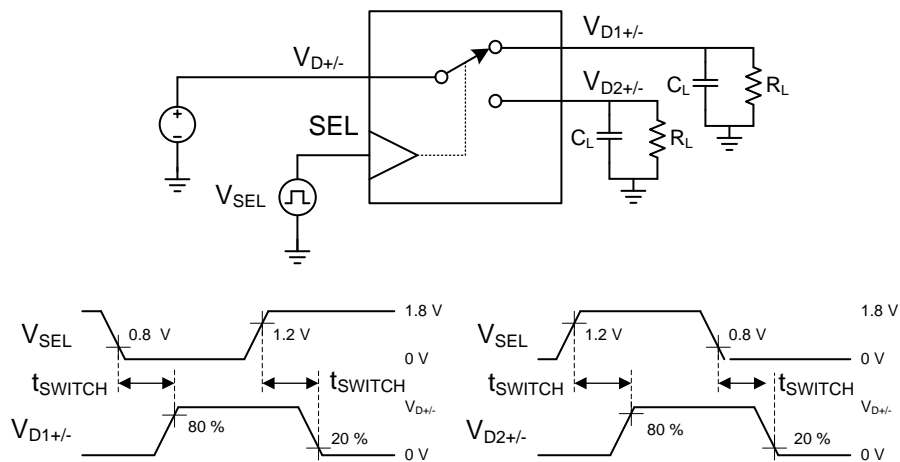 V_D1+/-
V_D+/-
V_D2+/-
C_L
R_L
SEL
C_L
R_L
V_SEL
1.8 V
V_SEL
0.8 V
1.2 V
0 V
t_SWITCH
t_SWITCH
V_D+/-
V_D1+/-
80 %
20 %
0 V
1.8 V
V_SEL
1.2 V
0.8 V
0 V
t_SWITCH
t_SWITCH
V_D+/-
V_D2+/-
80 %
20 %
0 V